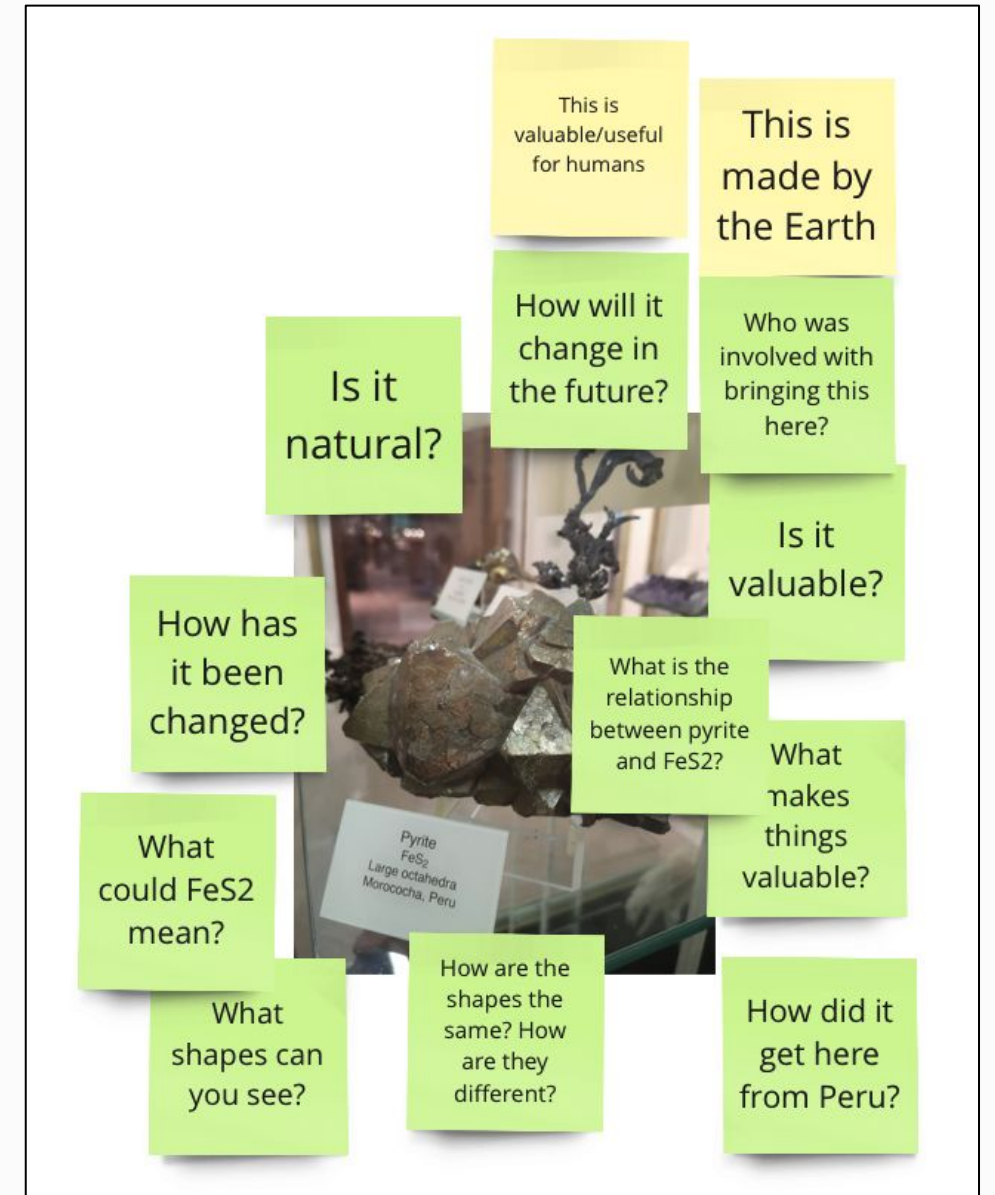 This is
valuable/useful
for humans
This is
made by
the Earth
How will it
change in
the future?
Who was
involved with
bringing this
here?
Is it
natural?
Is it
valuable?
How has
it been
changed?
What is the
relationship
between pyrite
and FeS2?
What
makes
things
valuable?
What
could FeS2
mean?
Pyrite
FeS₂
Large octahedra
Morococha, Peru
What
shapes can
you see?
How are the
shapes the
same? How
are they
different?
How did it
get here
from Peru?